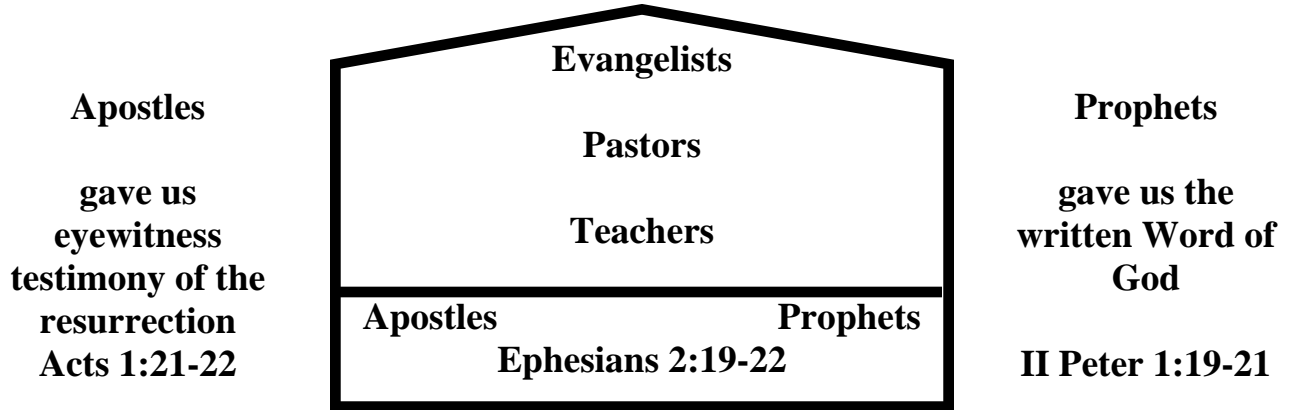 Apostles
gave us
eyewitness
testimony of the
resurrection
Acts 1:21-22
Evangelists
Pastors
Teachers
Apostles Prophets
Ephesians 2:19-22
Prophets
gave us the
written Word of
God
II Peter 1:19-21